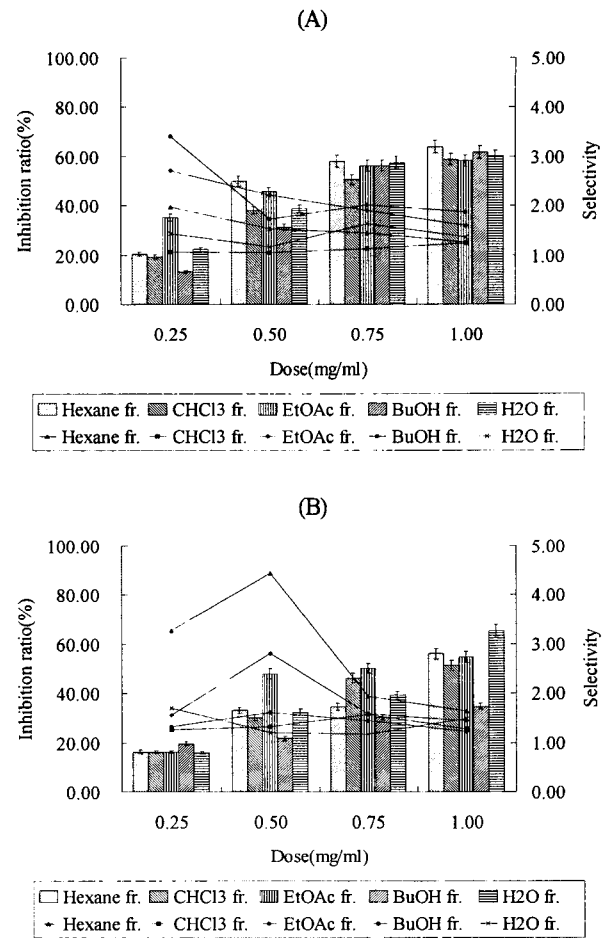 (A)
100.00
80.00
60.00
40.00
20.00
0.00
Inhibition ratio(%)
5.00
4.00
3.00
2.00
1.00
0.00
Selectivity
0.25 0.50 0.75 1.00
Dose(mg/ml)
Hexane fr. CHCl3 fr. EtOAc fr. BuOH fr. H2O fr.
Hexane fr. CHCl3 fr. EtOAc fr. BuOH fr. H2O fr.
(B)
100.00
80.00
60.00
40.00
20.00
0.00
Inhibition ratio(%)
5.00
4.00
3.00
2.00
1.00
0.00
Selectivity
0.25 0.50 0.75 1.00
Dose(mg/ml)
Hexane fr. CHCl3 fr. EtOAc fr. BuOH fr. H2O fr.
Hexane fr. CHCl3 fr. EtOAc fr. BuOH fr. H2O fr.